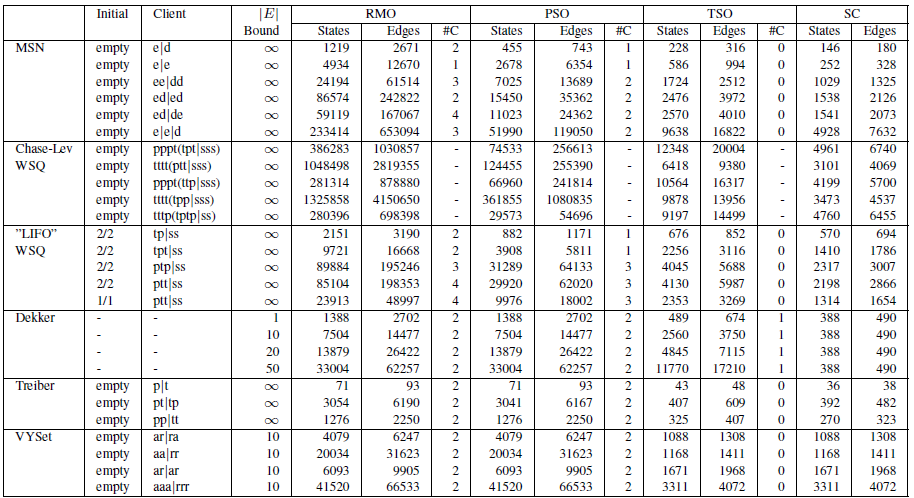 Initial Client |E| RMO PSO TSO SC
Bound States Edges #C States Edges #C States Edges #C States Edges
MSN empty e|d ∞ 1219 2671 2 455 743 1 228 316 0 146 180
empty e|e ∞ 4934 12670 1 2678 6354 1 586 994 0 252 328
empty ee|dd ∞ 24194 61514 3 7025 13689 2 1724 2512 0 1029 1325
empty ed|ed ∞ 86574 242822 2 15450 35362 2 2476 3972 0 1538 2126
empty ed|de ∞ 59119 167067 4 11023 24362 2 2570 4010 0 1541 2073
empty e|e|d ∞ 233414 653094 3 51990 119050 2 9638 16822 0 4928 7632
Chase-Lev empty pppt(tpt|sss) ∞ 386283 1030857 - 74533 256613 - 12348 20004 - 4961 6740
WSQ empty tttt(ptt|sss) ∞ 1048498 2819355 - 124455 255390 - 6418 9380 - 3101 4069
empty pppt(ttp|sss) ∞ 281314 878880 - 66960 241814 - 10564 16317 - 4199 5700
empty tttt(tpp|sss) ∞ 1325858 4150650 - 361855 1080835 - 9878 13956 - 3473 4537
empty tttp(tptp|ss) ∞ 280396 698398 - 29573 54696 - 9197 14499 - 4760 6455
”LIFO” 2/2 tp|ss ∞ 2151 3190 2 882 1171 1 676 852 0 570 694
WSQ 2/2 tpt|ss ∞ 9721 16668 2 3908 5811 1 2256 3116 0 1410 1786
2/2 ptp|ss ∞ 89884 195246 3 31289 64133 3 4045 5688 0 2317 3007
2/2 ptt|ss ∞ 85104 198353 4 29920 62020 3 4130 5987 0 2198 2866
1/1 ptt|ss ∞ 23913 48997 4 9976 18002 3 2353 3269 0 1314 1654
Dekker - - 1 1388 2702 2 1388 2702 2 489 674 1 388 490
- - 10 7504 14477 2 7504 14477 2 2560 3750 1 388 490
- - 20 13879 26422 2 13879 26422 2 4845 7115 1 388 490
- - 50 33004 62257 2 33004 62257 2 11770 17210 1 388 490
Treiber empty p|t ∞ 71 93 2 71 93 2 43 48 0 36 38
empty pt|tp ∞ 3054 6190 2 3041 6167 2 407 609 0 392 482
empty pp|tt ∞ 1276 2250 2 1276 2250 2 325 407 0 270 323
VYSet empty ar|ra 10 4079 6247 2 4079 6247 2 1088 1308 0 1088 1308
empty aa|rr 10 20034 31623 2 20034 31623 2 1168 1411 0 1168 1411
empty ar|ar 10 6093 9905 2 6093 9905 2 1671 1968 0 1671 1968
empty aaa|rrr 10 41520 66533 2 41520 66533 2 3311 4072 0 3311 4072